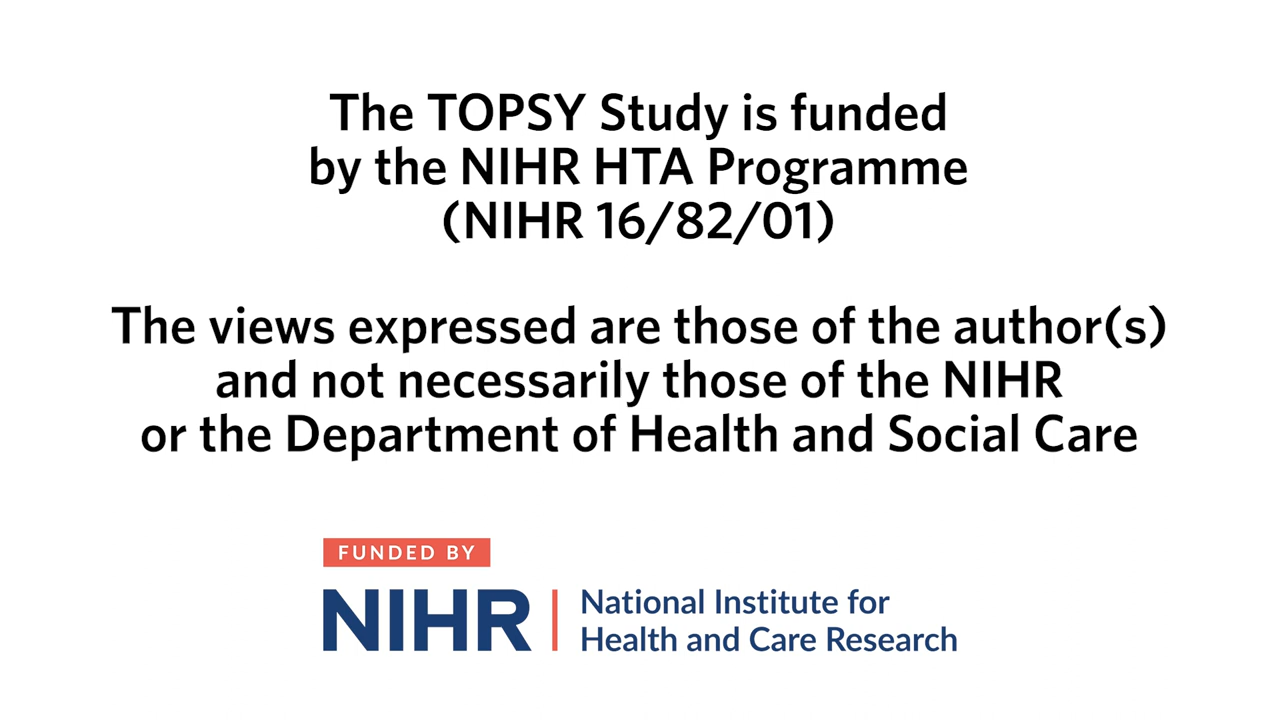 The TOPSY Study is funded
by the NIHR HTA Programme
(NIHR 16/82/01)
The views expressed are those of the author(s)
and not necessarily those of the NIHR
or the Department of Health and Social Care
FUNDED BY
NIHR | National Institute for
Health and Care Research